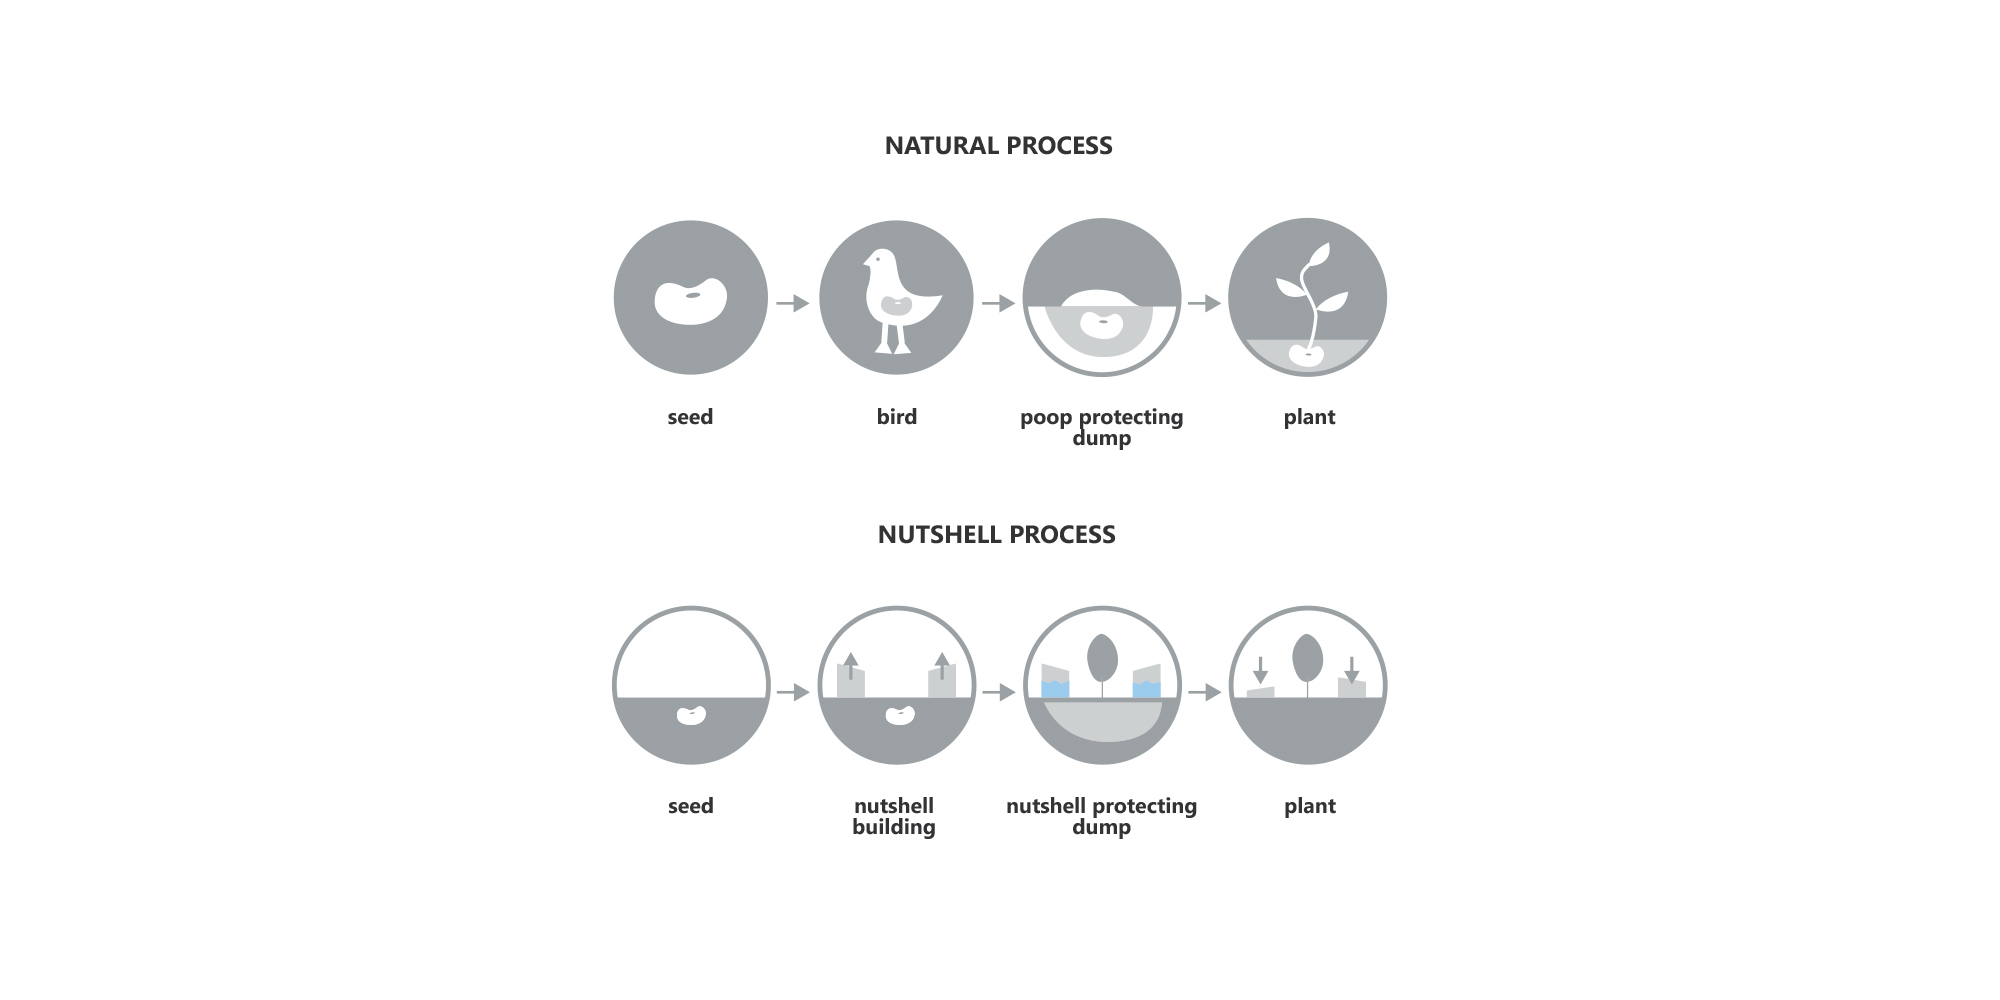 NATURAL PROCESS
seed
bird
poop protecting
dump
plant
NUTSHELL PROCESS
seed
nutshell
building
nutshell protecting
dump
plant